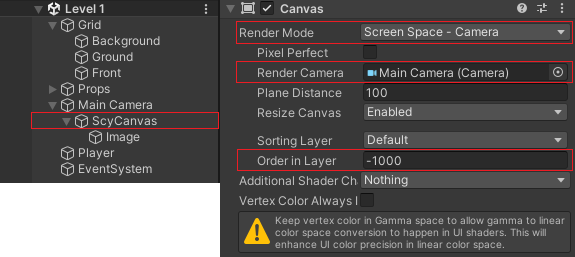 Level 1
Grid
Background
Ground
Front
Props
Main Camera
ScyCanvas
Image
Player
EventSystem
Canvas
Render Mode Screen Space - Camera
Pixel Perfect
Render Camera Main Camera (Camera)
Plane Distance 100
Resize Canvas Enabled
Sorting Layer Default
Order in Layer -1000
Additional Shader Ch Nothing
Vertex Color Always I
Keep vertex color in Gamma space to allow gamma to linear
color space conversion to happen in UI shaders. This will
enhance UI color precision in linear color space.